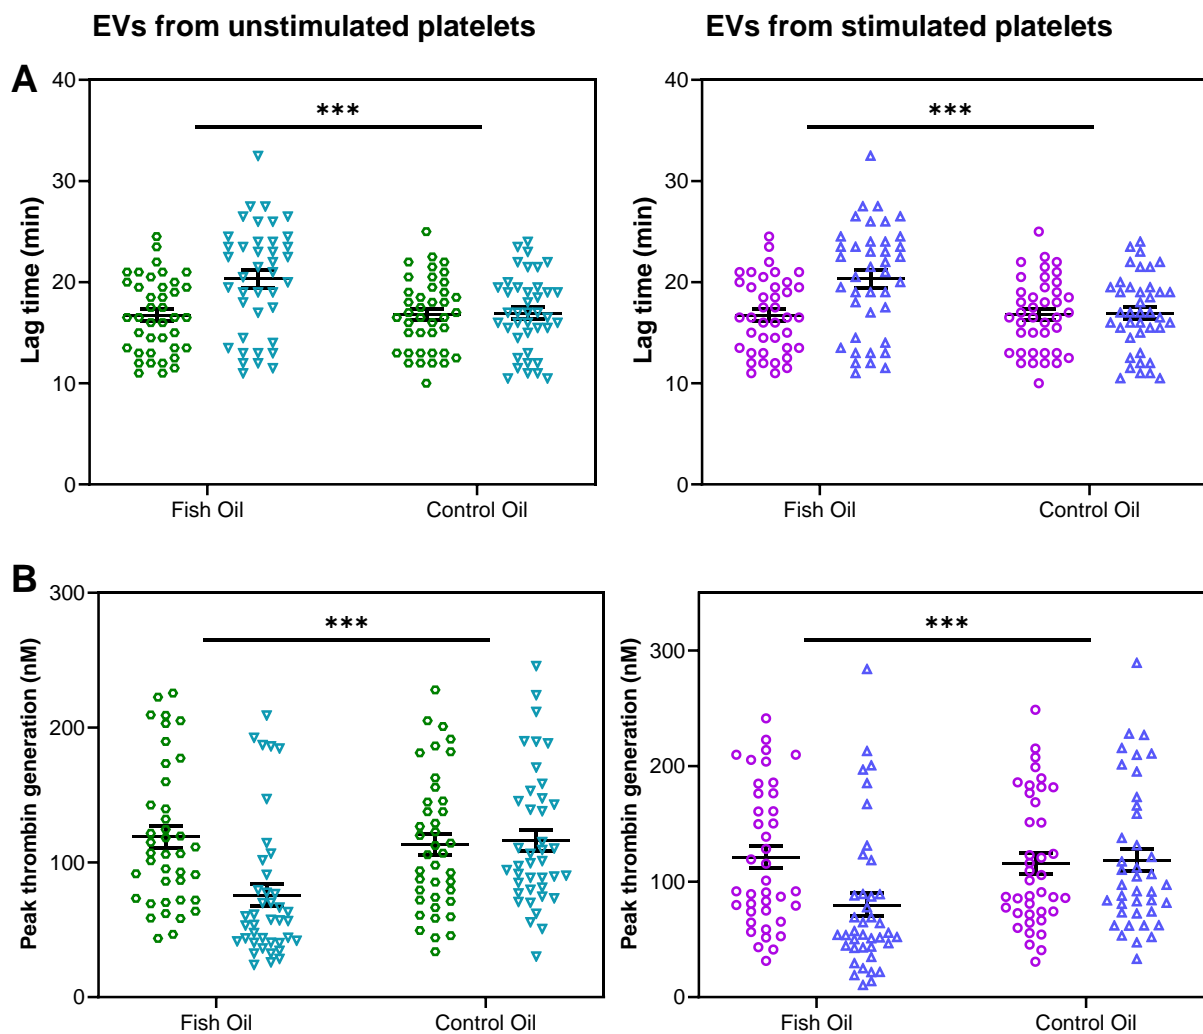 EVs from unstimulated platelets
EVs from stimulated platelets
A
Lag time (min)
40
30
20
10
0
***
Fish Oil
Control Oil
Lag time (min)
40
30
20
10
0
***
Fish Oil
Control Oil
B
Peak thrombin generation (nM)
300
200
100
0
***
Fish Oil
Control Oil
Peak thrombin generation (nM)
300
200
100
0
***
Fish Oil
Control Oil